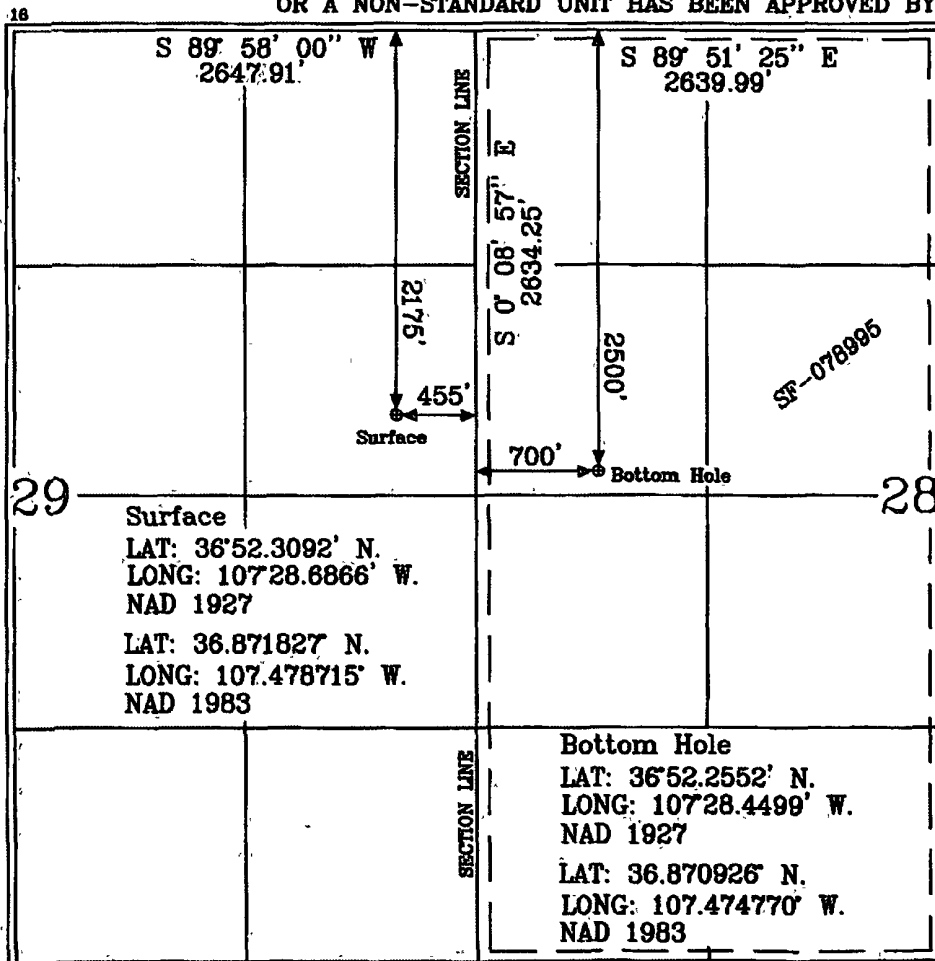 OR A NON-STANDARD UNIT HAS BEEN APPROVED BY
16
S 89° 58' 00" W
2647.91'
S 89° 51' 25" E
2639.99'
SECTION LINE
S 0° 08' 57" E
2634.25'
2175'
2500'
SF-078995
455'
Surface
700'
Bottom Hole
29
28
Surface
LAT: 36°52.3092' N.
LONG: 107°28.6866' W.
NAD 1927
LAT: 36.871827° N.
LONG: 107.478715° W.
NAD 1983
SECTION LINE
Bottom Hole
LAT: 36°52.2552' N.
LONG: 107°28.4499' W.
NAD 1927
LAT: 36.870926° N.
LONG: 107.474770° W.
NAD 1983